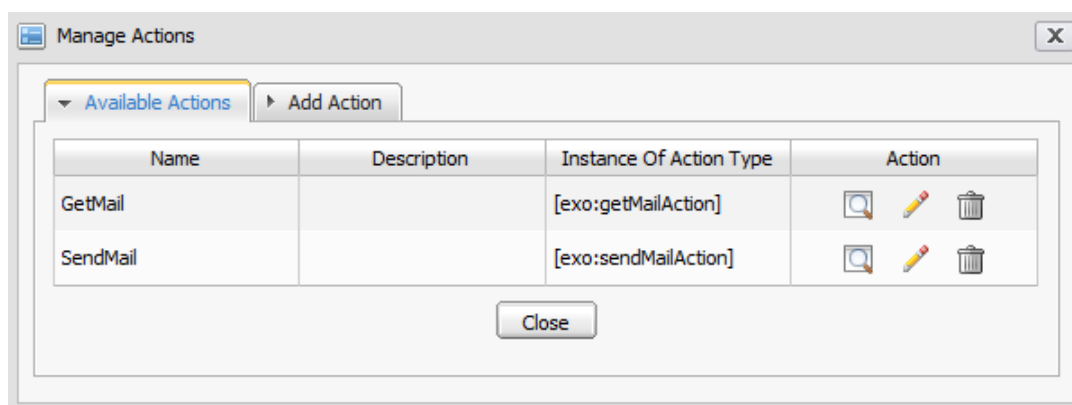 Manage Actions
Available Actions Add Action
Name Description Instance Of Action Type Action
GetMail [exo:getMailAction]
SendMail [exo:sendMailAction]
Close